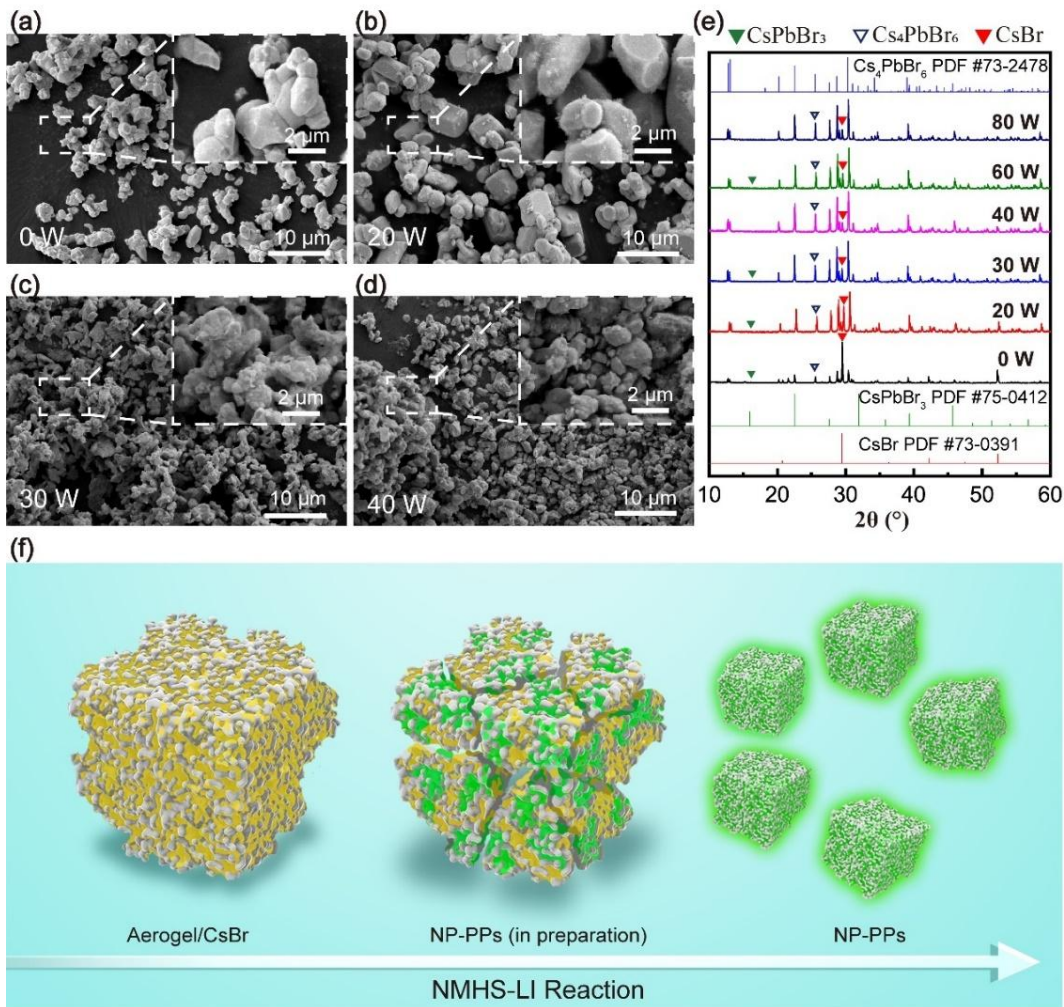 (a)
2 μm
0 W
10 μm
(b)
2 μm
20 W
10 μm
(c)
2 μm
30 W
10 μm
(d)
2 μm
40 W
10 μm
(e)
CsPbBr₃ Cs₄PbBr₆ CsBr
Cs₄PbBr₆ PDF #73-2478
80 W
60 W
40 W
30 W
20 W
0 W
CsPbBr₃ PDF #75-0412
CsBr PDF #73-0391
10 20 30 40 50 60
2θ (°)
(f)
Aerogel/CsBr
NP-PPs (in preparation)
NP-PPs
NMHS-LI Reaction